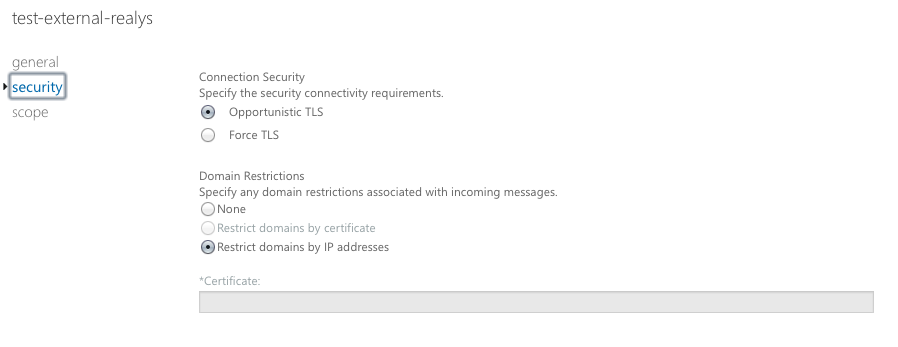 test-external-realys
general
security
scope
Connection Security
Specify the security connectivity requirements.
Opportunistic TLS
Force TLS
Domain Restrictions
Specify any domain restrictions associated with incoming messages.
None
Restrict domains by certificate
Restrict domains by IP addresses
*Certificate: